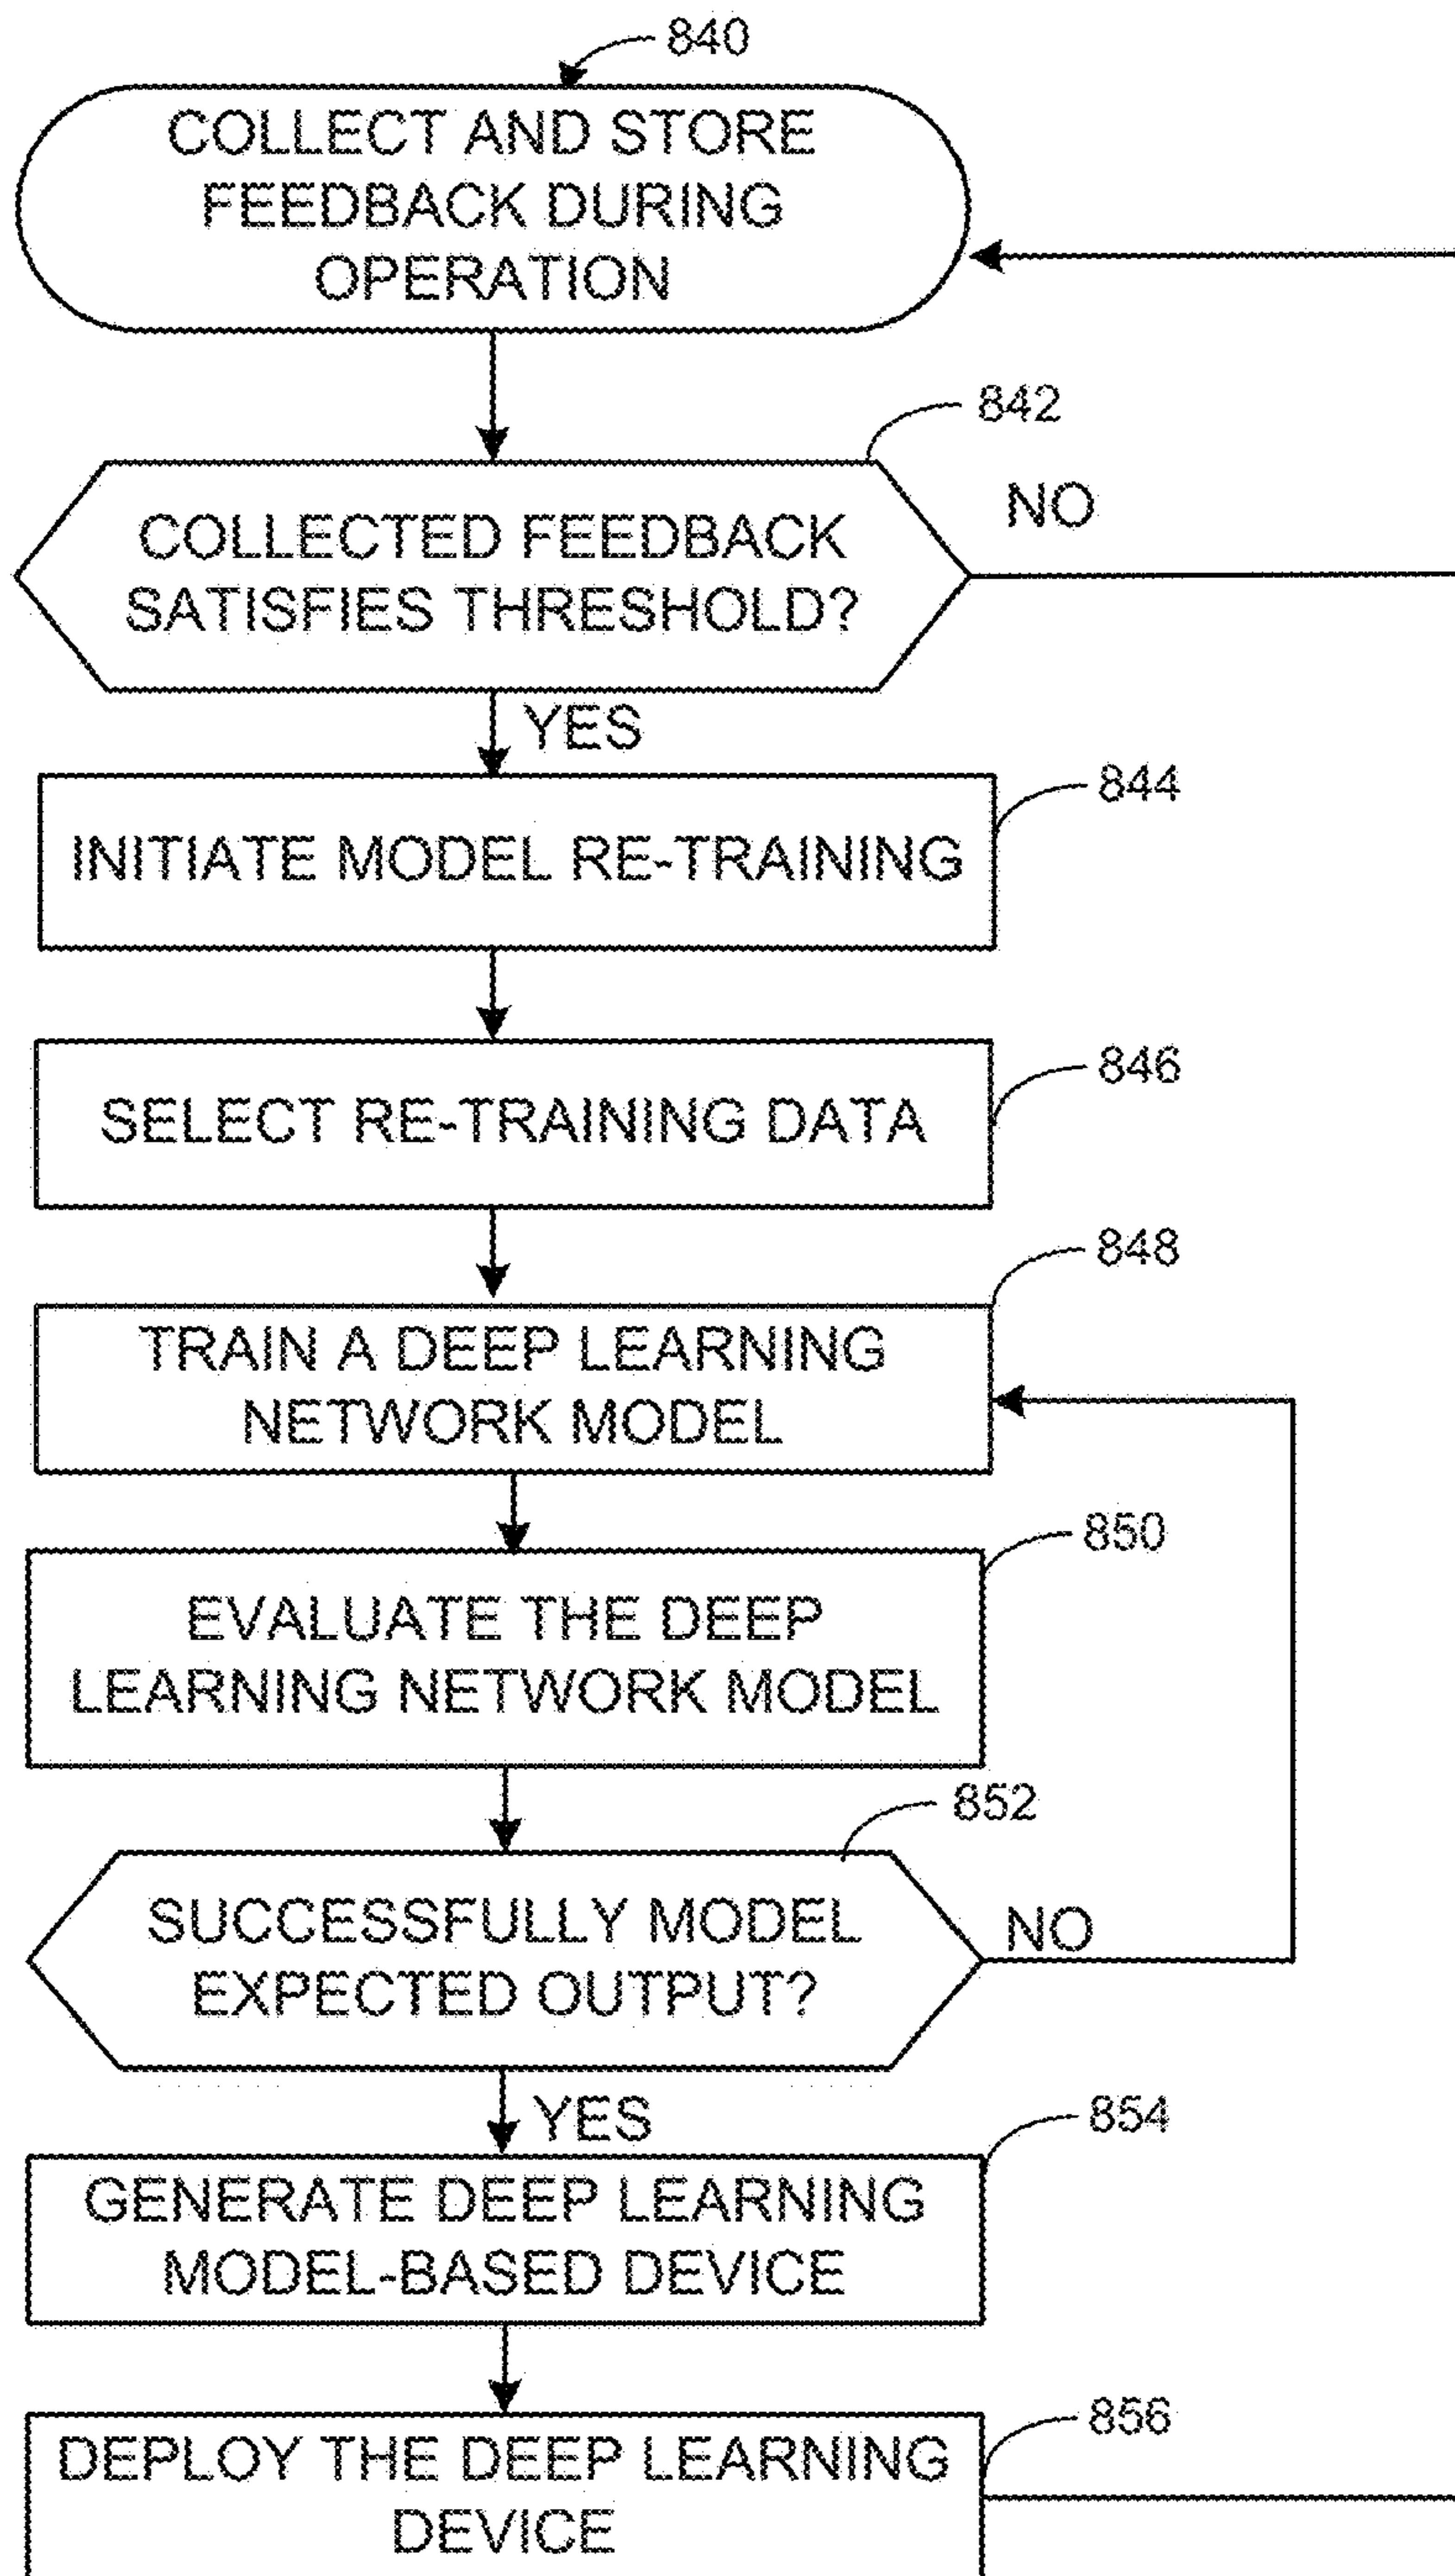 840
COLLECT AND STORE
FEEDBACK DURING
OPERATION
842
COLLECTED FEEDBACK
SATISFIES THRESHOLD?
NO
YES
844
INITIATE MODEL RE-TRAINING
846
SELECT RE-TRAINING DATA
848
TRAIN A DEEP LEARNING
NETWORK MODEL
850
EVALUATE THE DEEP
LEARNING NETWORK MODEL
852
SUCCESSFULLY MODEL
EXPECTED OUTPUT?
NO
YES
854
GENERATE DEEP LEARNING
MODEL-BASED DEVICE
856
DEPLOY THE DEEP LEARNING
DEVICE